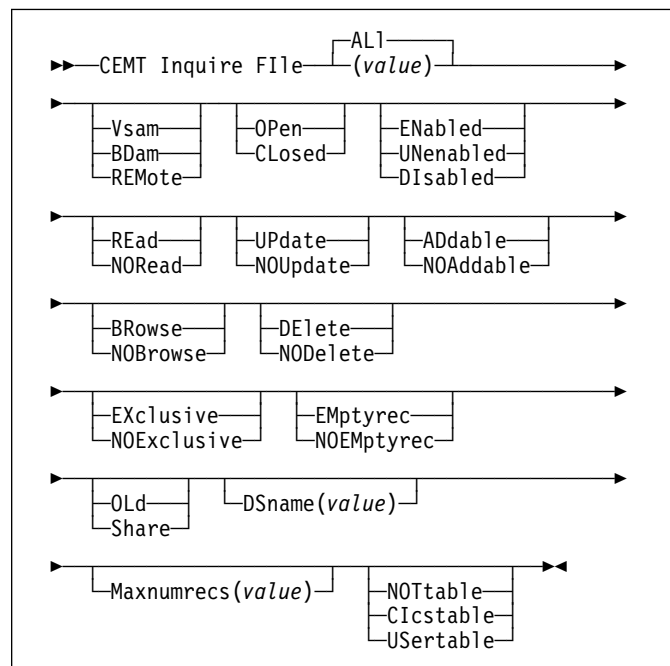 ALl
CEMT Inquire FIle (value)
Vsam OPen ENabled
BDam CLosed UNenabled
REMote DIsabled
REad UPdate ADdable
NORead NOUpdate NOAddable
BRowse DElete
NOBrowse NODelete
EXclusive EMptyrec
NOExclusive NOEMptyrec
OLd DSname(value)
Share
Maxnumrecs(value) NOTtable
CIcstable
USertable